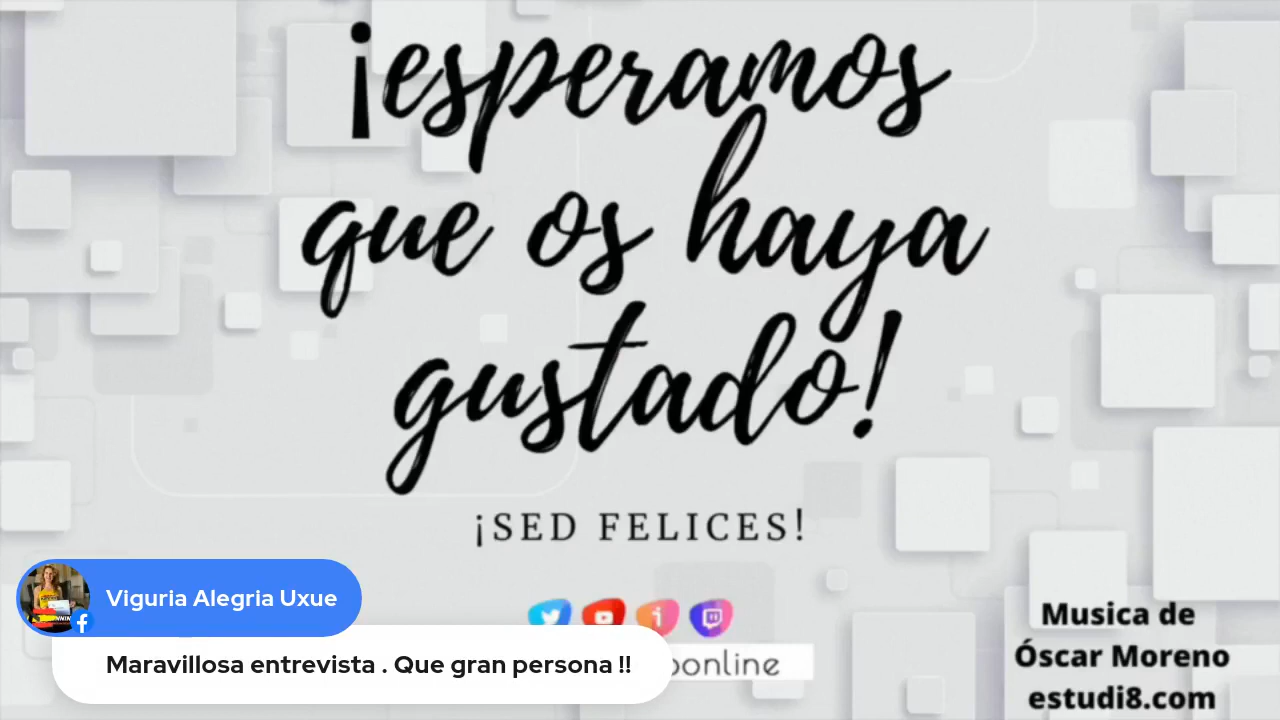 ¡esperamos
que os haya
gustado!
¡SED FELICES!
Viguria Alegria Uxue
Maravillosa entrevista . Que gran persona !!
Musica de
Óscar Moreno
estudi8.com